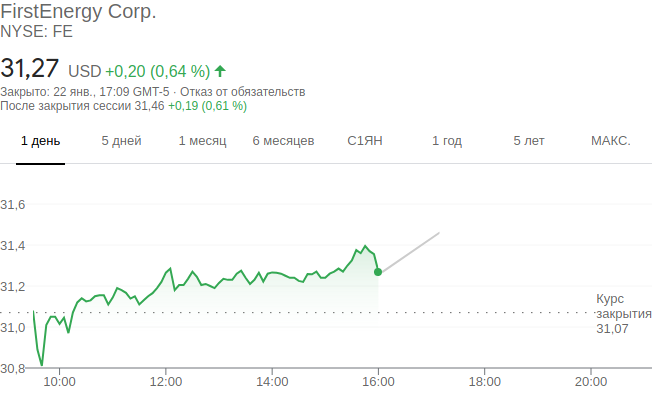 FirstEnergy Corp.
NYSE: FE
31,27 USD +0,20 (0,64 %)
Закрыто: 22 янв., 17:09 GMT-5 · Отказ от обязательств
После закрытия сессии 31,46 +0,19 (0,61 %)
1 день 5 дней 1 месяц 6 месяцев С1ЯН 1 год 5 лет МАКС.
31,6
31,4
31,2
Курс
закрытия
31,07
31,0
30,8
10:00 12:00 14:00 16:00 18:00 20:00